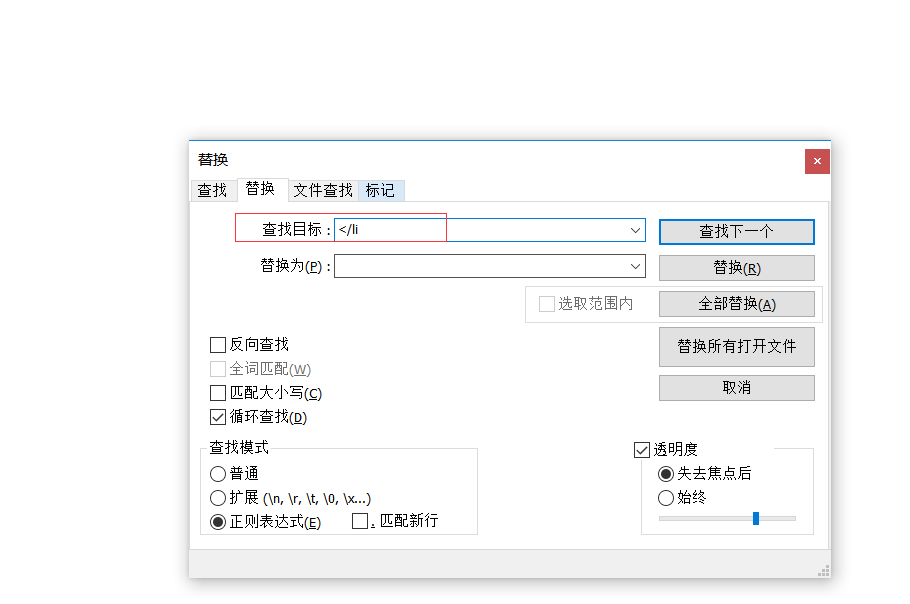 替换
查找 替换 文件查找 标记
查找目标 : </li 查找下一个
替换为(P) : 替换(R)
选取范围内 全部替换(A)
替换所有打开文件
取消
反向查找
全词匹配(W)
匹配大小写(C)
循环查找(D)
查找模式 透明度
普通 失去焦点后
扩展 (\n, \r, \t, \0, \x...) 始终
正则表达式(E) . 匹配新行